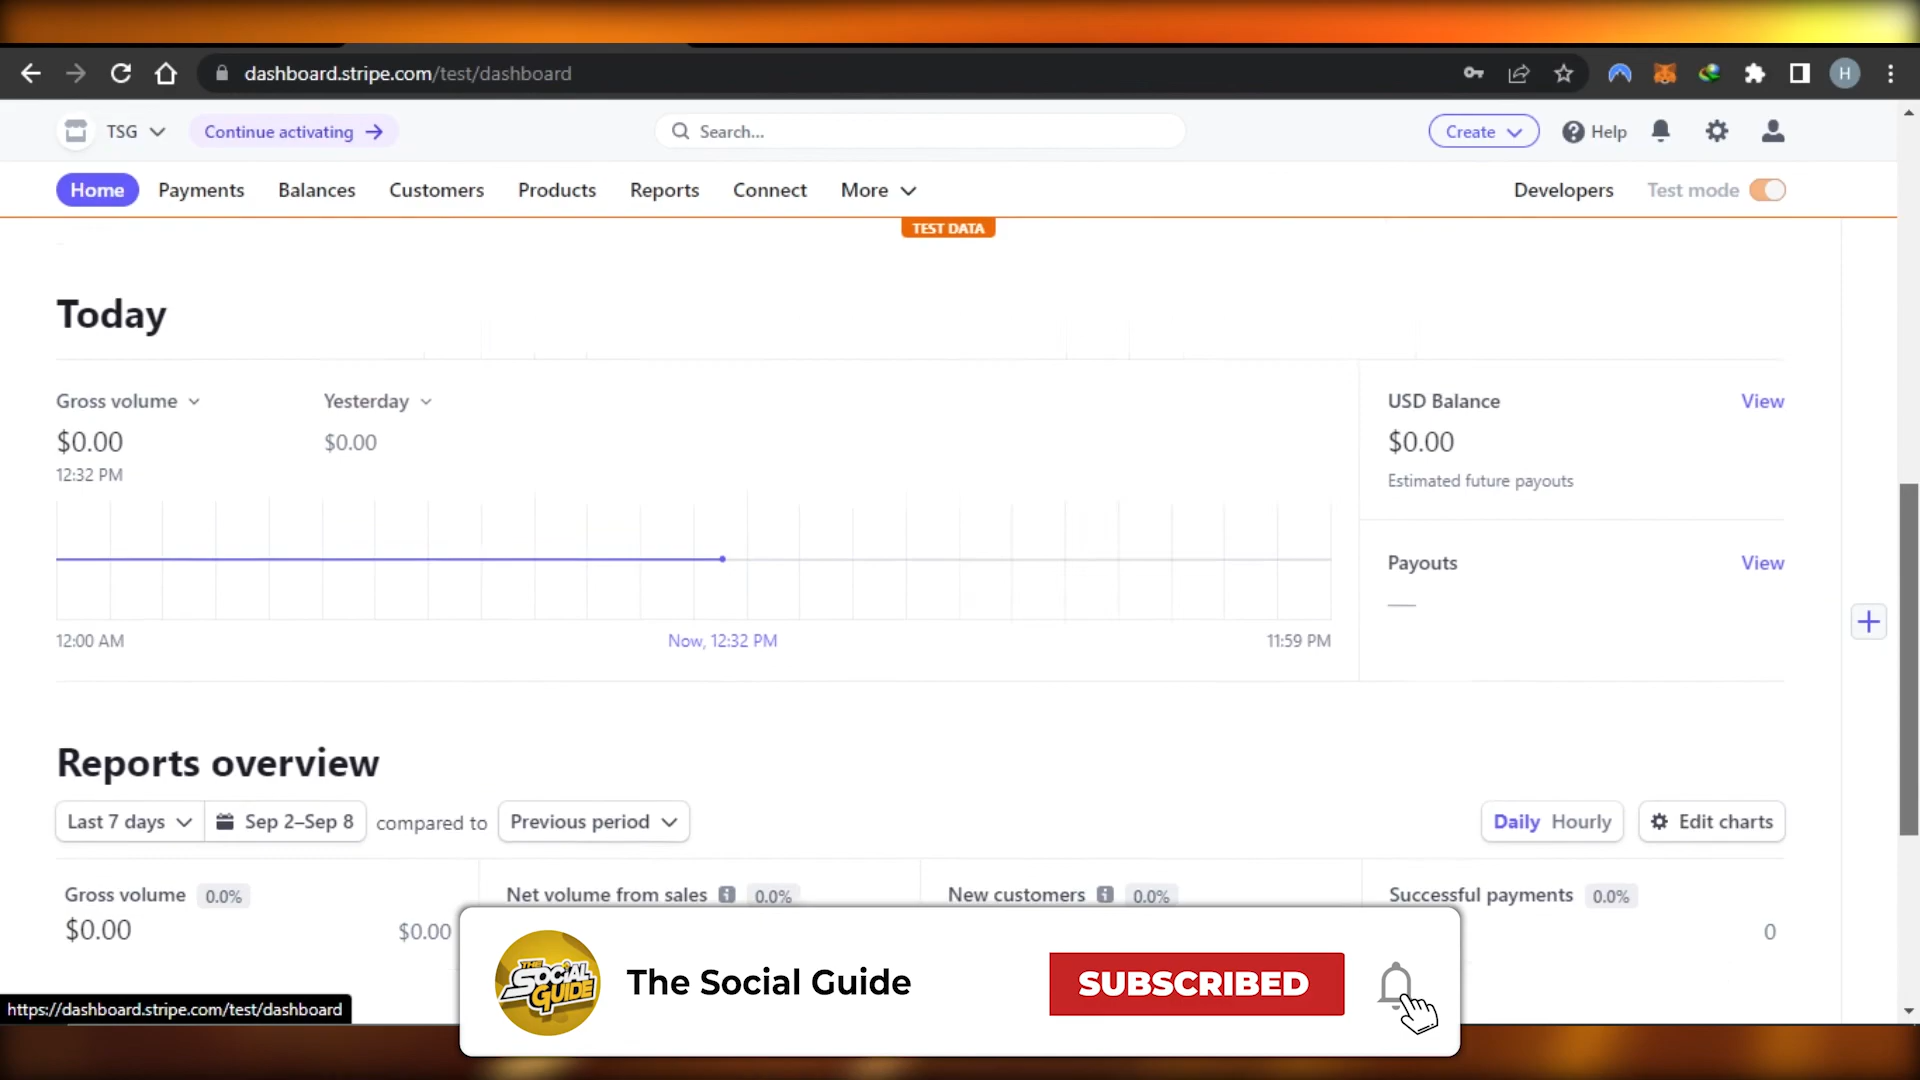 dashboard.stripe.com/test/dashboard
H
TSG
Continue activating
Search...
Create
Help
Home
Payments
Balances
Customers
Products
Reports
Connect
More
Developers
Test mode
TEST DATA
Today
Gross volume
Yesterday
USD Balance
View
$0.00
$0.00
$0.00
12:32 PM
Estimated future payouts
Payouts
View
—
12:00 AM
Now, 12:32 PM
11:59 PM
Reports overview
Last 7 days
Sep 2–Sep 8
compared to
Previous period
Daily
Hourly
Edit charts
Gross volume
0.0%
Net volume from sales
0.0%
New customers
0.0%
Successful payments
0.0%
$0.00
$0.00
0
THE SOCIAL GUIDE
The Social Guide
SUBSCRIBED
https://dashboard.stripe.com/test/dashboard